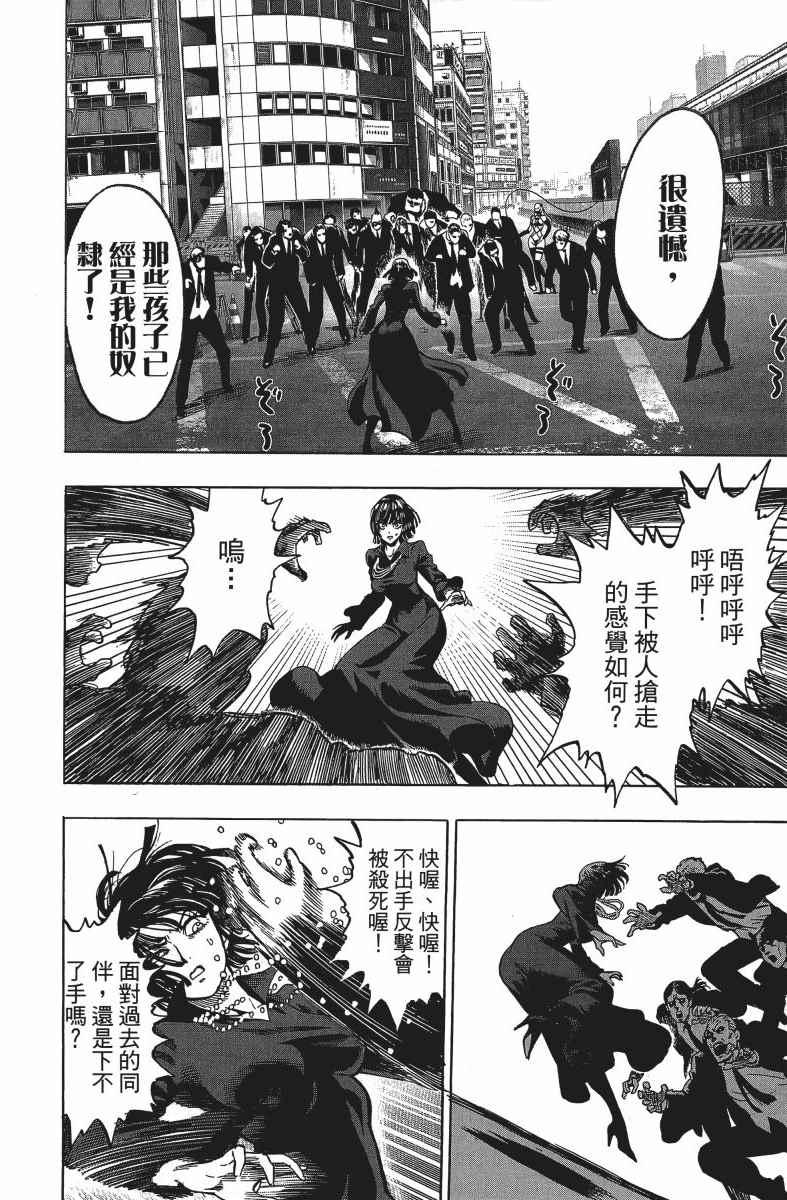 很遺憾，
那些孩子已
經是我的奴
隸了！
ぞろ
ぞろ
ぞろ
唔呼呼呼
呼呼！
手下被人搶走
的感覺如何？
嗚…
快喔、快喔！
不出手反擊會
被殺死喔！
面對過去的同
伴，還是下不
了手嗎？